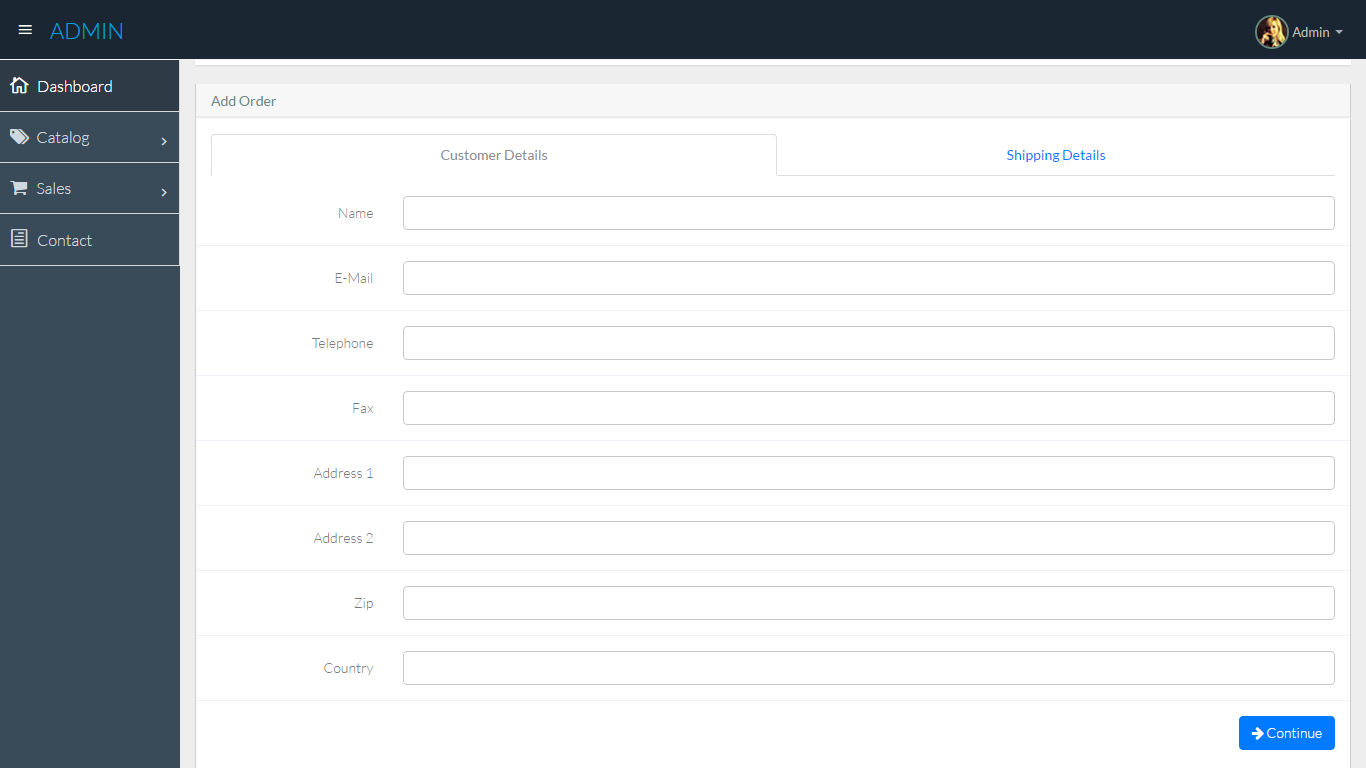 ADMIN
Admin
Dashboard
Catalog
Sales
Contact
Add Order
Customer Details
Shipping Details
Name
E-Mail
Telephone
Fax
Address 1
Address 2
Zip
Country
Continue